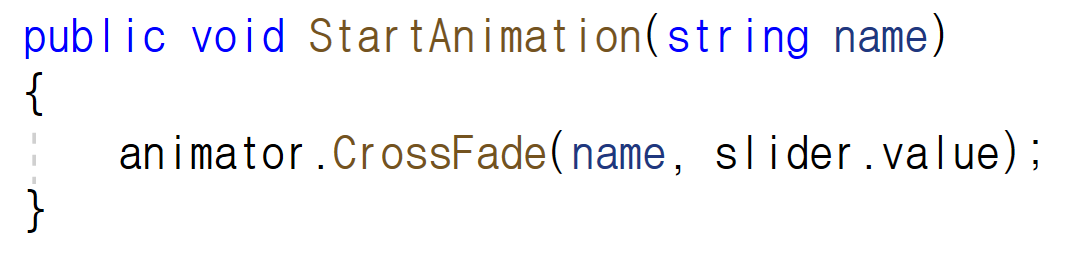 public void StartAnimation(string name)
{
    animator.CrossFade(name, slider.value);
}